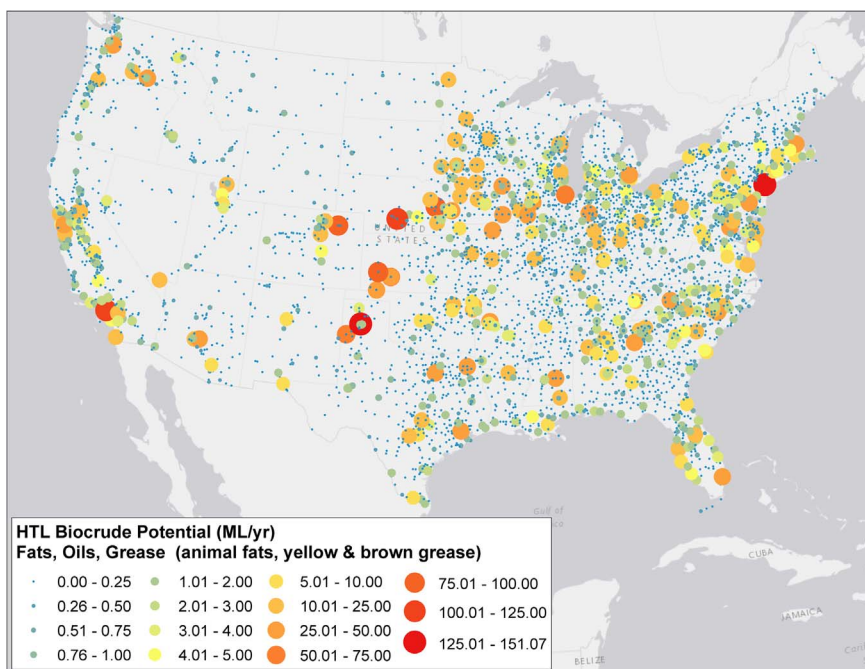 UNITED
STATES
Gulf of
CUBA
JAMAICA
BELIZE
HTL Biocrude Potential (ML/yr)
Fats, Oils, Grease (animal fats, yellow & brown grease)
0.00 - 0.25 1.01 - 2.00 5.01 - 10.00 75.01 - 100.00
0.26 - 0.50 2.01 - 3.00 10.01 - 25.00 100.01 - 125.00
0.51 - 0.75 3.01 - 4.00 25.01 - 50.00 125.01 - 151.07
0.76 - 1.00 4.01 - 5.00 50.01 - 75.00